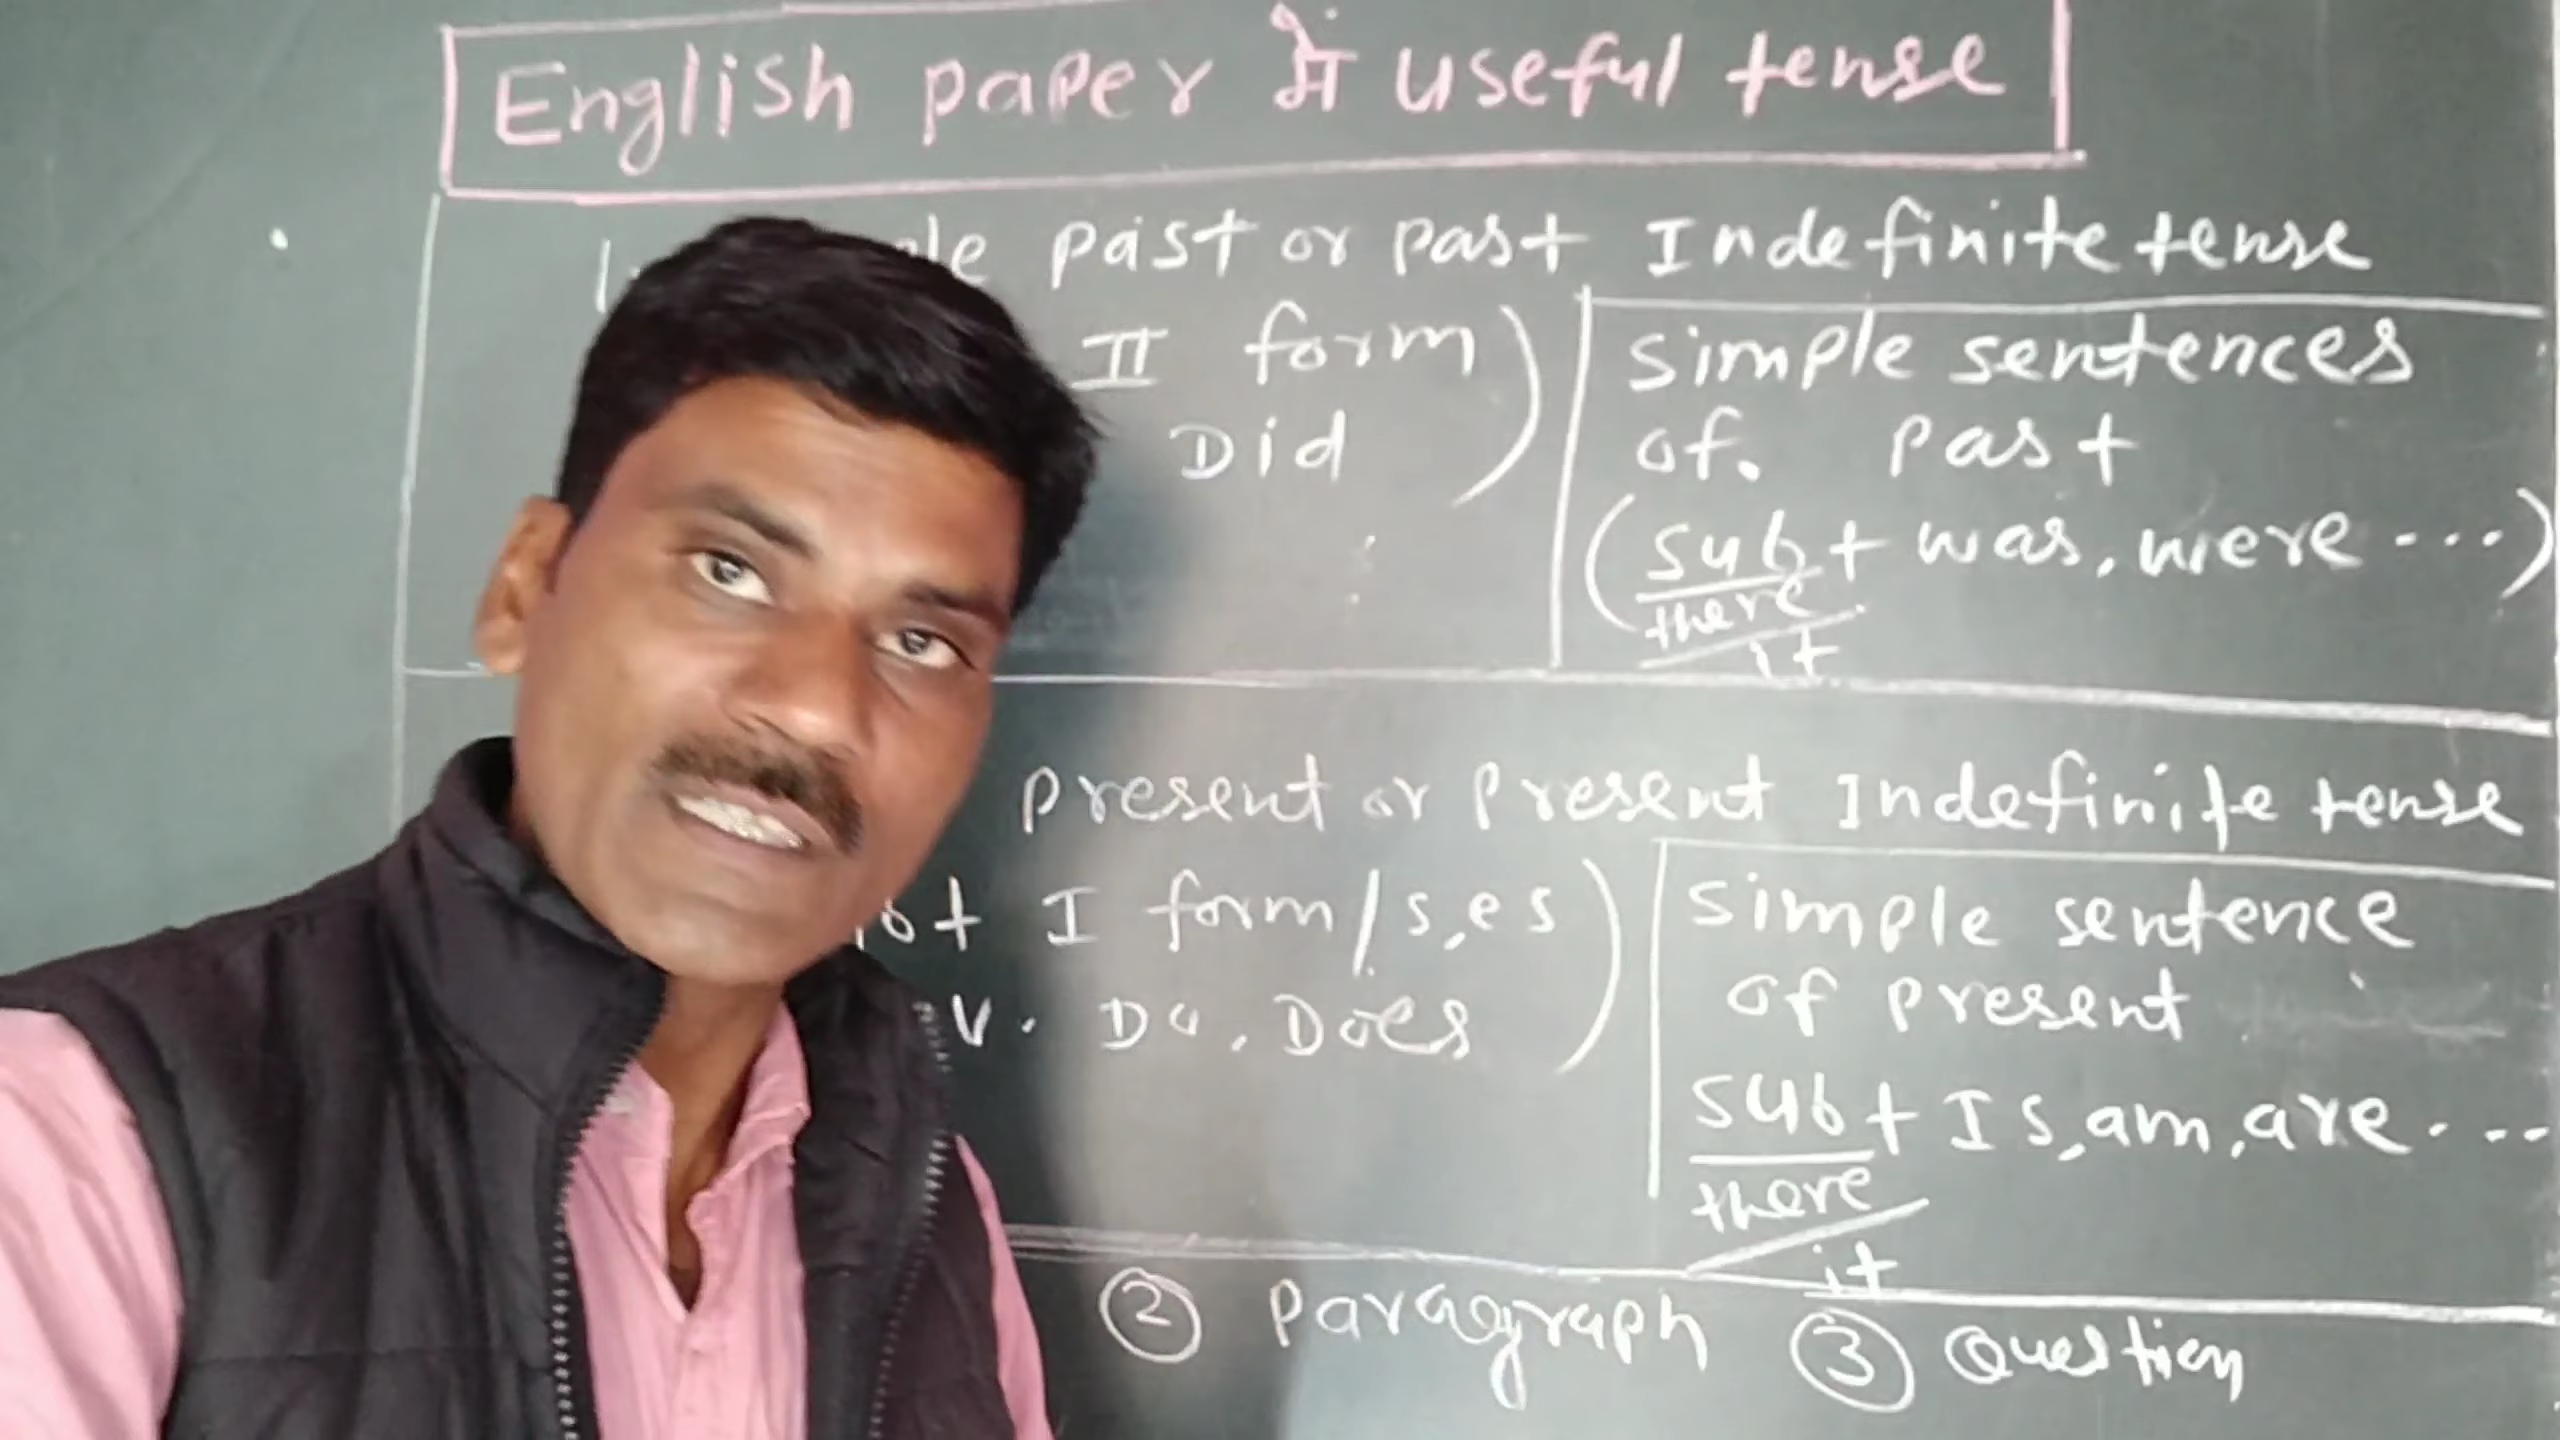 English paper में useful tense
1. past or past Indefinite tense
II form
Did
simple sentences
of. past
(sub + was, were ...)
there
it
present or present Indefinite tense
+ I form/s,es)
V. Do, Does
simple sentence
of present
sub + Is, am, are ...
there
it
② paragraph ③ Question